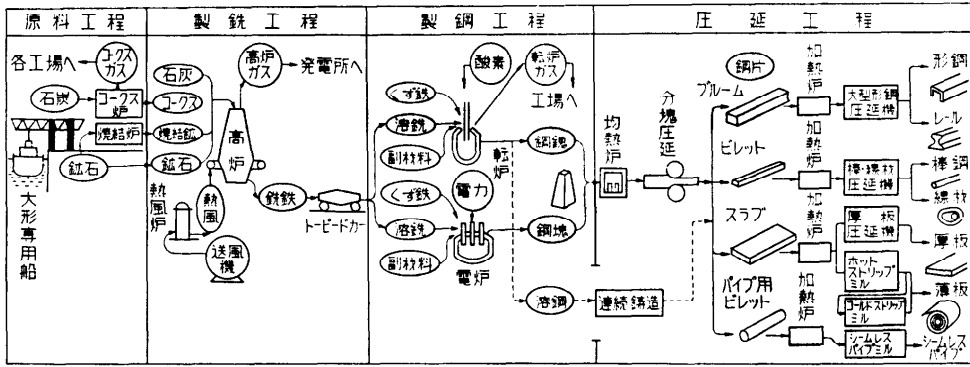 原料工程
製銑工程
製鋼工程
圧延工程
各工場へ
コークスガス
石炭
コークス炉
焼結炉
鉱石
大形専用船
石灰
コークス
焼結鉱
鉱石
高炉ガス
発電所へ
高炉
熱風炉
熱風
送風機
銑鉄
トーピードカー
酸素
転炉ガス
工場へ
くず鉄
溶銑
副材料
転炉
鋼塊
くず鉄
電力
溶銑
副材料
電炉
鋼塊
溶鋼
連続鋳造
均熱炉
分塊圧延
鋼片
ブルーム
加熱炉
大型形鋼圧延機
形鋼
レール
ビレット
加熱炉
棒・線材圧延機
棒鋼
線材
スラブ
加熱炉
厚板圧延機
厚板
ホットストリップミル
コールドストリップミル
薄板
パイプ用ビレット
加熱炉
シームレスパイプミル
シームレスパイプ